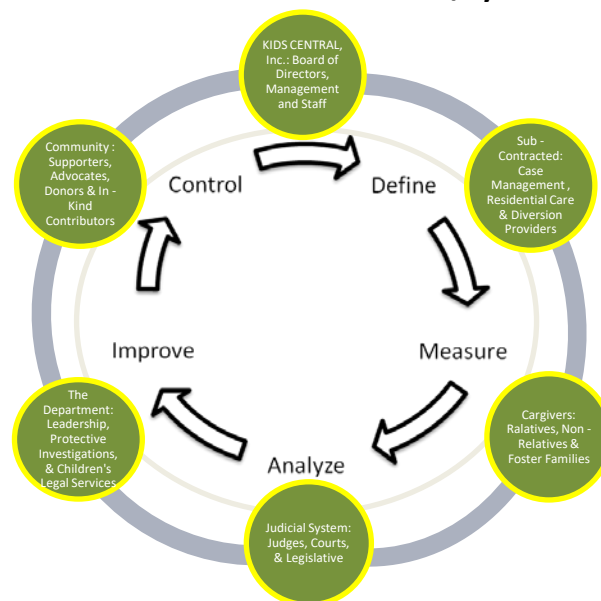 KIDS CENTRAL,
Inc.: Board of
Directors,
Management
and Staff
Sub -
Contracted:
Case
Management ,
Residential Care
& Diversion
Providers
Cargivers:
Ralatives, Non -
Relatives &
Foster Families
Judicial System:
Judges, Courts,
& Legislative
The
Department:
Leadership,
Protective
Investigations,
& Children's
Legal Services
Community :
Supporters,
Advocates,
Donors & In -
Kind
Contributors
Control
Define
Measure
Analyze
Improve